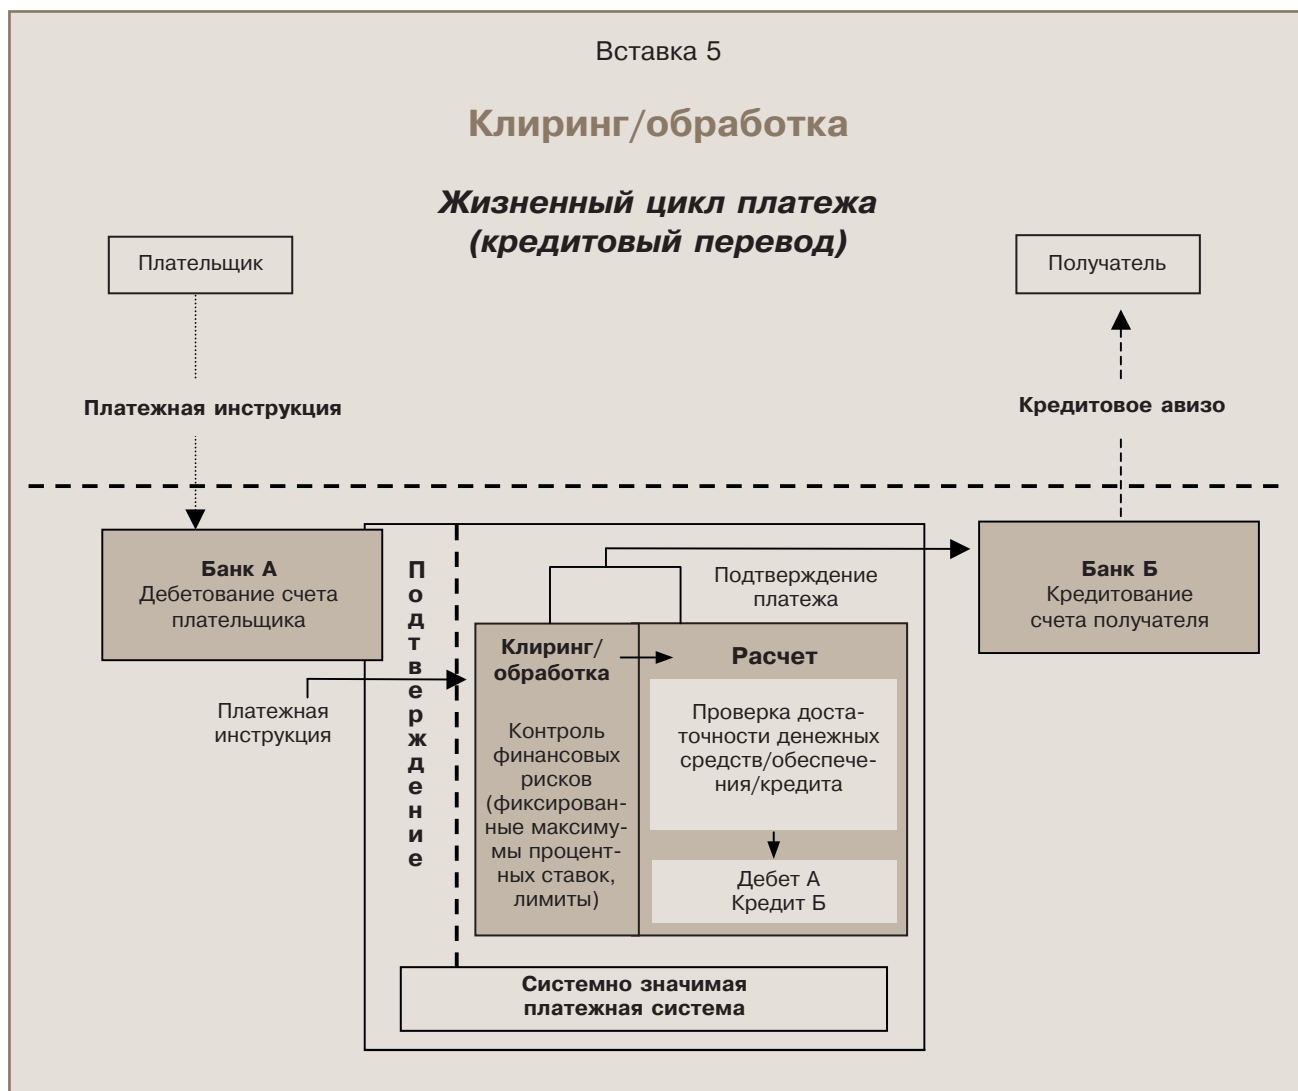 Вставка 5
Клиринг/обработка
Жизненный цикл платежа
(кредитовый перевод)
Плательщик
Получатель
Платежная инструкция
Кредитовое авизо
Банк А
Дебетование счета
плательщика
Подтверждение
Подтверждение
платежа
Банк Б
Кредитование
счета получателя
Платежная
инструкция
Клиринг/
обработка
Контроль
финансовых
рисков
(фиксирован-
ные максиму-
мы процент-
ных ставок,
лимиты)
Расчет
Проверка доста-
точности денежных
средств/обеспече-
ния/кредита
Дебет А
Кредит Б
Системно значимая
платежная система